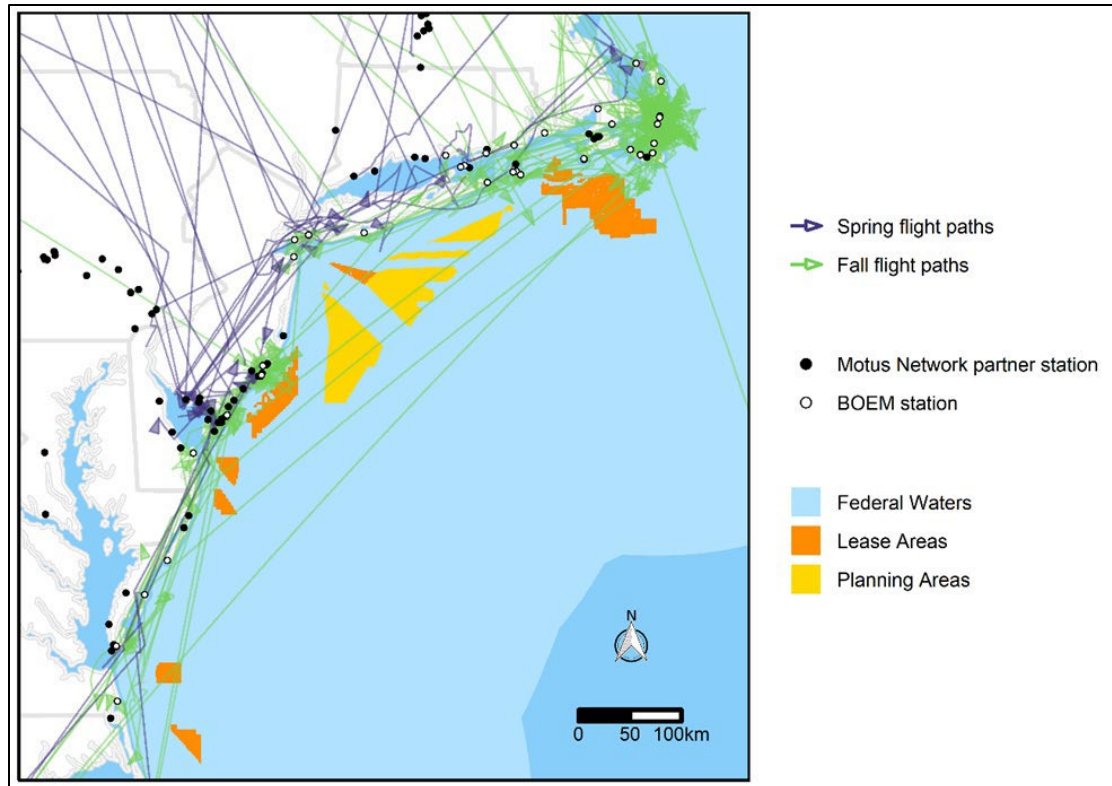 Spring flight paths
Fall flight paths
Motus Network partner station
BOEM station
Federal Waters
Lease Areas
Planning Areas
N
0 50 100km